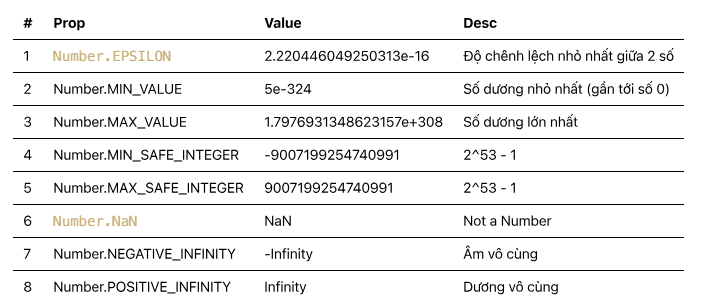 # Prop Value Desc
1 Number.EPSILON 2.220446049250313e-16 Độ chênh lệch nhỏ nhất giữa 2 số
2 Number.MIN_VALUE 5e-324 Số dương nhỏ nhất (gần tới số 0)
3 Number.MAX_VALUE 1.7976931348623157e+308 Số dương lớn nhất
4 Number.MIN_SAFE_INTEGER -9007199254740991 2^53 - 1
5 Number.MAX_SAFE_INTEGER 9007199254740991 2^53 - 1
6 Number.NaN NaN Not a Number
7 Number.NEGATIVE_INFINITY -Infinity Âm vô cùng
8 Number.POSITIVE_INFINITY Infinity Dương vô cùng